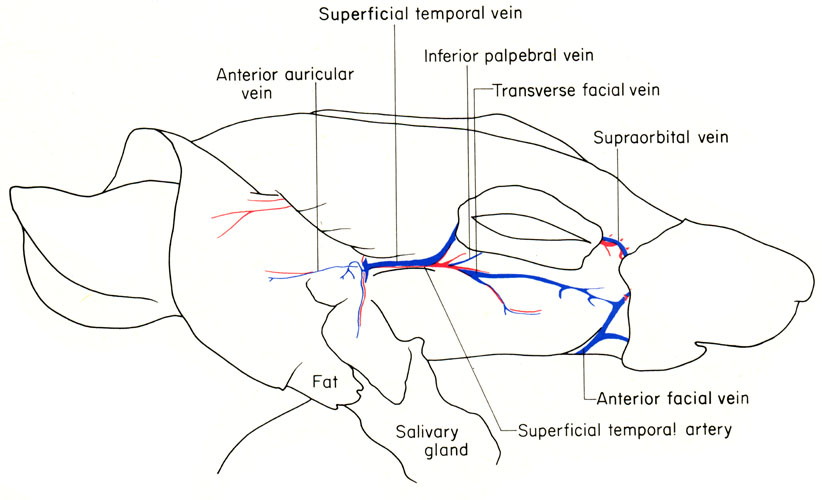 Superficial temporal vein
Inferior palpebral vein
Anterior auricular
vein
Transverse facial vein
Supraorbital vein
Fat
Anterior facial vein
Salivary
gland
Superficial tempora! artery